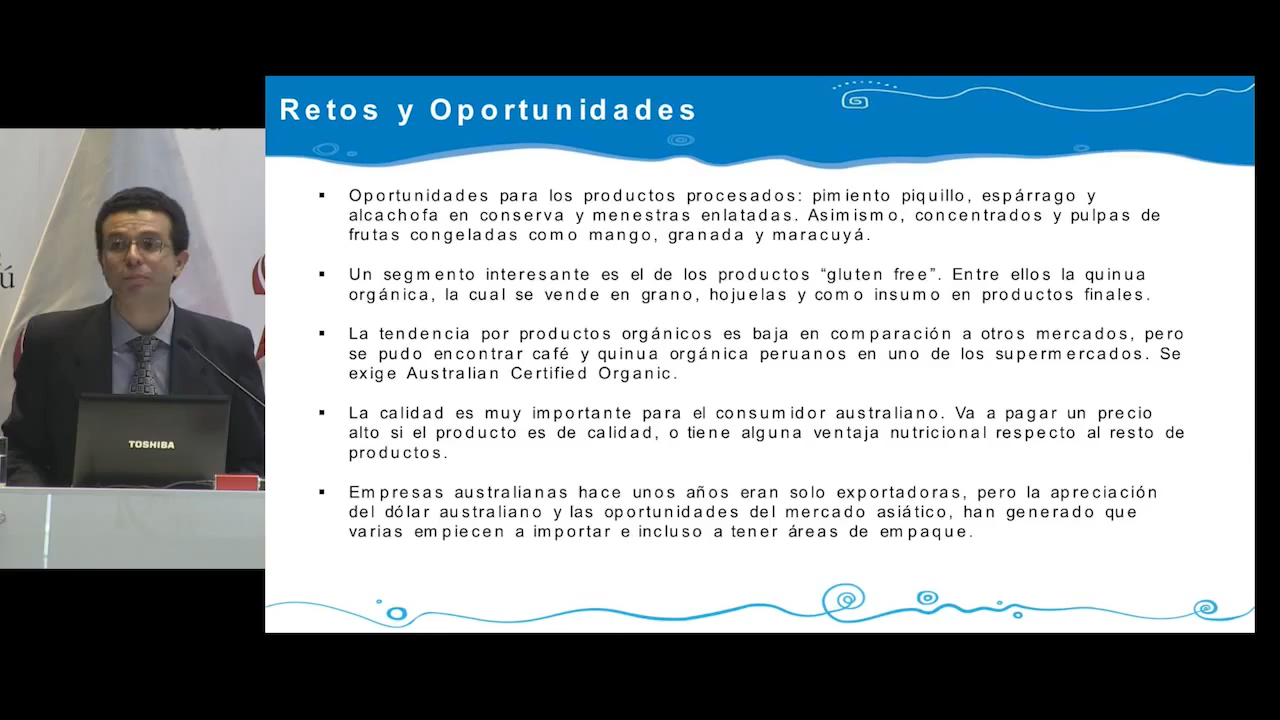 Retos y Oportunidades
▪ Oportunidades para los productos procesados: pimiento piquillo, espárrago y
alcachofa en conserva y menestras enlatadas. Asimismo, concentrados y pulpas de
frutas congeladas como mango, granada y maracuyá.
▪ Un segmento interesante es el de los productos “gluten free”. Entre ellos la quinua
orgánica, la cual se vende en grano, hojuelas y como insumo en productos finales.
▪ La tendencia por productos orgánicos es baja en comparación a otros mercados, pero
se pudo encontrar café y quinua orgánica peruanos en uno de los supermercados. Se
exige Australian Certified Organic.
▪ La calidad es muy importante para el consumidor australiano. Va a pagar un precio
alto si el producto es de calidad, o tiene alguna ventaja nutricional respecto al resto de
productos.
▪ Empresas australianas hace unos años eran solo exportadoras, pero la apreciación
del dólar australiano y las oportunidades del mercado asiático, han generado que
varias empiecen a importar e incluso a tener áreas de empaque.
TOSHIBA